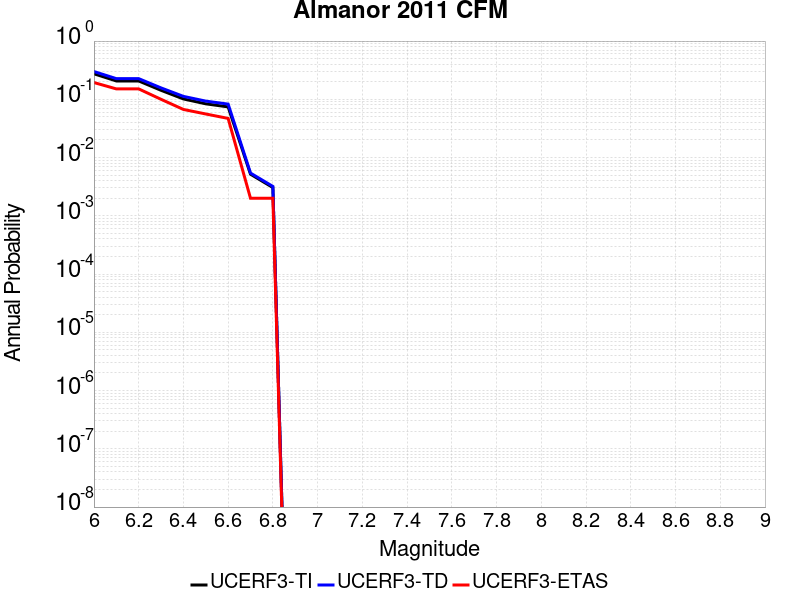 Almanor 2011 CFM
Annual Probability
10^0
10^-1
10^-2
10^-3
10^-4
10^-5
10^-6
10^-7
10^-8
6 6.2 6.4 6.6 6.8 7 7.2 7.4 7.6 7.8 8 8.2 8.4 8.6 8.8 9
Magnitude
UCERF3-TI UCERF3-TD UCERF3-ETAS